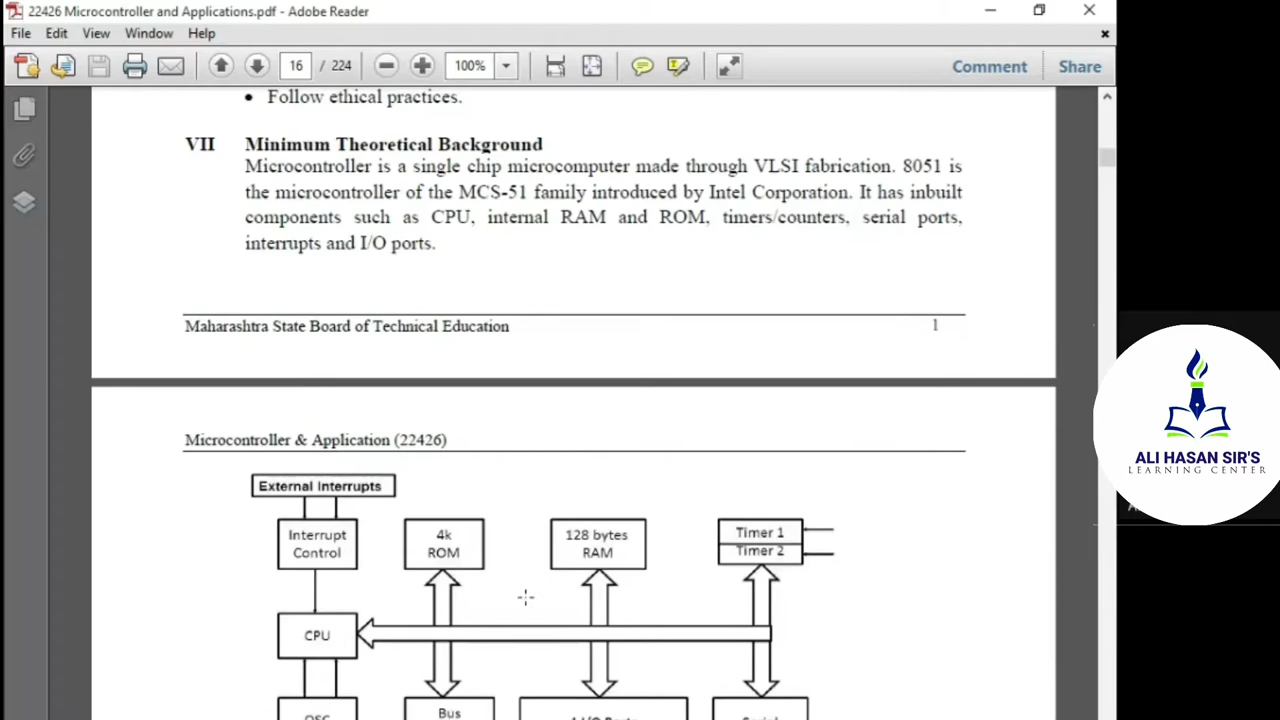 22426 Microcontroller and Applications.pdf - Adobe Reader
File Edit View Window Help
16 / 224 100% Comment Share
• Follow ethical practices.
VII Minimum Theoretical Background
Microcontroller is a single chip microcomputer made through VLSI fabrication. 8051 is
the microcontroller of the MCS-51 family introduced by Intel Corporation. It has inbuilt
components such as CPU, internal RAM and ROM, timers/counters, serial ports,
interrupts and I/O ports.
Maharashtra State Board of Technical Education 1
Microcontroller & Application (22426)
External Interrupts
Interrupt
Control
4k
ROM
128 bytes
RAM
Timer 1
Timer 2
CPU
OSC
Bus
4 I/O Ports
Serial
ALI HASAN SIR'S
LEARNING CENTER